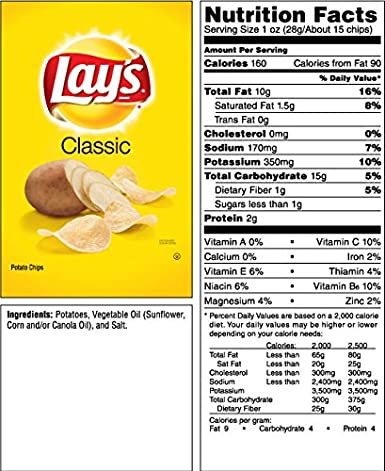 Lay's
Classic
Potato Chips
Ingredients: Potatoes, Vegetable Oil (Sunflower,
Corn and/or Canola Oil), and Salt.
Nutrition Facts
Serving Size 1 oz (28g/About 15 chips)
Amount Per Serving
Calories 160 Calories from Fat 90
% Daily Value*
Total Fat 10g 16%
Saturated Fat 1.5g 8%
Trans Fat 0g
Cholesterol 0mg 0%
Sodium 170mg 7%
Potassium 350mg 10%
Total Carbohydrate 15g 5%
Dietary Fiber 1g 5%
Sugars less than 1g
Protein 2g
Vitamin A 0% • Vitamin C 10%
Calcium 0% • Iron 2%
Vitamin E 6% • Thiamin 4%
Niacin 6% • Vitamin B6 10%
Magnesium 4% • Zinc 2%
* Percent Daily Values are based on a 2,000 calorie
diet. Your daily values may be higher or lower
depending on your calorie needs:
Calories: 2,000 2,500
Total Fat Less than 65g 80g
Sat Fat Less than 20g 25g
Cholesterol Less than 300mg 300mg
Sodium Less than 2,400mg 2,400mg
Potassium 3,500mg 3,500mg
Total Carbohydrate 300g 375g
Dietary Fiber 25g 30g
Calories per gram:
Fat 9 • Carbohydrate 4 • Protein 4